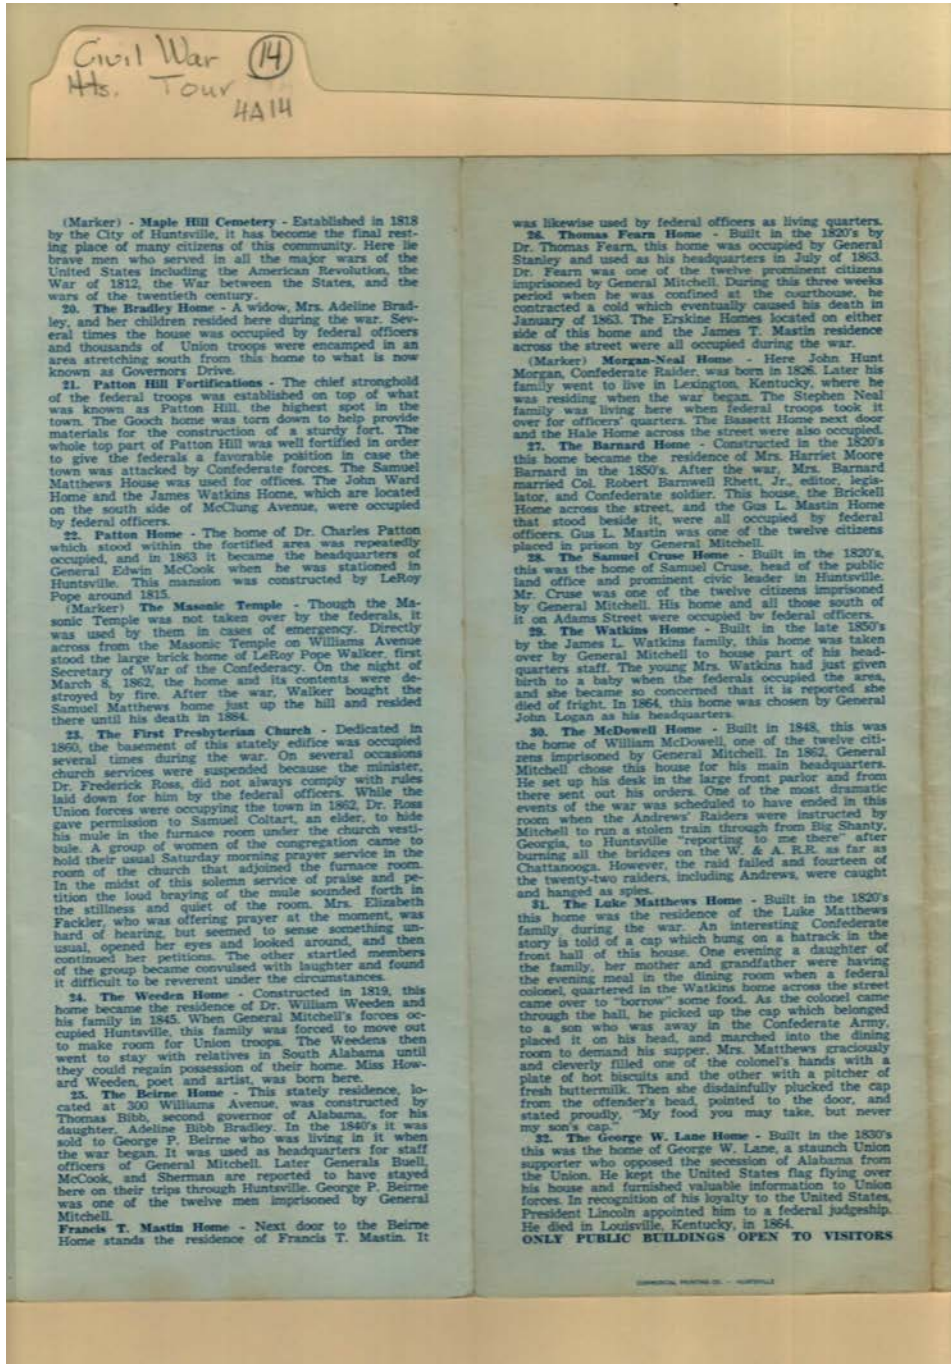 Civil War 14
Hts. Tour
4A14
(Marker) - Maple Hill Cemetery - Established in 1818
by the City of Huntsville, it has become the final rest-
ing place of many citizens of this community. Here lie
brave men who served in all the major wars of the
United States including the American Revolution, the
War of 1812, the War between the States, and the
wars of the twentieth century.
20. The Bradley Home - A widow, Mrs. Adeline Brad-
ley, and her children resided here during the war. Sev-
eral times the house was occupied by federal officers
and thousands of Union troops were encamped in an
area stretching south from this home to what is now
known as Governors Drive.
21. Patton Hill Fortifications - The chief stronghold
of the federal troops was established on top of what
was known as Patton Hill, the highest spot in the
town. The Gooch home was torn down to help provide
materials for the construction of a sturdy fort. The
whole top part of Patton Hill was well fortified in order
to give the federals a favorable position in case the
town was attacked by Confederate forces. The Samuel
Matthews House was used for offices. The John Ward
Home and the James Watkins Home, which are located
on the south side of McClung Avenue, were occupied
by federal officers.
22. Patton Home - The home of Dr. Charles Patton
which stood within the fortified area was repeatedly
occupied, and in 1863 it became the headquarters of
General Edwin McCook when he was stationed in
Huntsville. This mansion was constructed by LeRoy
Pope around 1815.
(Marker) The Masonic Temple - Though the Ma-
sonic Temple was not taken over by the federals, it
was used by them in cases of emergency. Directly
across from the Masonic Temple on Williams Avenue
stood the large brick home of LeRoy Pope Walker, first
Secretary of War of the Confederacy. On the night of
March 8, 1862, the home and its contents were de-
stroyed by fire. After the war, Walker bought the
Samuel Matthews home just up the hill and resided
there until his death in 1884.
23. The First Presbyterian Church - Dedicated in
1860, the basement of this stately edifice was occupied
several times during the war. On several occasions
church services were suspended because the minister,
Dr. Frederick Ross, did not always comply with rules
laid down for him by the federal officers. While the
Union forces were occupying the town in 1862, Dr. Ross
gave permission to Samuel Coltart, an elder, to hide
his mule in the furnace room under the church vesti-
bule. A group of women of the congregation came to
hold their usual Saturday morning prayer service in the
room of the church that adjoined the furnace room.
In the midst of this solemn service of praise and pe-
tition the loud braying of the mule sounded forth in
the stillness and quiet of the room. Mrs. Elizabeth
Fackler, who was offering prayer at the moment, was
hard of hearing, but seemed to sense something un-
usual, opened her eyes and looked around, and then
continued her petitions. The other startled members
of the group became convulsed with laughter and found
it difficult to be reverent under the circumstances.
24. The Weeden Home - Constructed in 1819, this
home became the residence of Dr. William Weeden and
his family in 1845. When General Mitchell's forces oc-
cupied Huntsville, this family was forced to move out
to make room for Union troops. The Weedens then
went to stay with relatives in South Alabama until
they could regain possession of their home. Miss How-
ard Weeden, poet and artist, was born here.
25. The Beirne Home - This stately residence, lo-
cated at 300 Williams Avenue, was constructed by
Thomas Bibb, second governor of Alabama, for his
daughter, Adeline Bibb Bradley. In the 1840's it was
sold to George P. Beirne who was living in it when
the war began. It was used as headquarters for staff
officers of General Mitchell. Later Generals Buell,
McCook, and Sherman are reported to have stayed
here on their trips through Huntsville. George P. Beirne
was one of the twelve men imprisoned by General
Mitchell.
Francis T. Mastin Home - Next door to the Beirne
Home stands the residence of Francis T. Mastin. It
was likewise used by federal officers as living quarters.
26. Thomas Fearn Home - Built in the 1820's by
Dr. Thomas Fearn, this home was occupied by General
Stanley and used as his headquarters in July of 1863.
Dr. Fearn was one of the twelve prominent citizens
imprisoned by General Mitchell. During this three weeks
period when he was confined at the courthouse, he
contracted a cold which eventually caused his death in
January of 1863. The Erskine Homes located on either
side of this home and the James T. Mastin residence
across the street were all occupied during the war.
(Marker) Morgan-Neal Home - Here John Hunt
Morgan, Confederate Raider, was born in 1826. Later his
family went to live in Lexington, Kentucky, where he
was residing when the war began. The Stephen Neal
family was living here when federal troops took it
over for officers' quarters. The Bassett Home next door
and the Hale Home across the street were also occupied.
27. The Barnard Home - Constructed in the 1820's
this home became the residence of Mrs. Harriet Moore
Barnard in the 1850's. After the war, Mrs. Barnard
married Col. Robert Barnwell Rhett, Jr., editor, legis-
lator, and Confederate soldier. This house, the Brickell
Home across the street, and the Gus L. Mastin Home
that stood beside it, were all occupied by federal
officers. Gus L. Mastin was one of the twelve citizens
placed in prison by General Mitchell.
28. The Samuel Cruse Home - Built in the 1820's,
this was the home of Samuel Cruse, head of the public
land office and prominent civic leader in Huntsville.
Mr. Cruse was one of the twelve citizens imprisoned
by General Mitchell. His home and all those south of
it on Adams Street were occupied by federal officers.
29. The Watkins Home - Built in the late 1850's
by the James L. Watkins family, this home was taken
over by General Mitchell to house part of his head-
quarters staff. The young Mrs. Watkins had just given
birth to a baby when the federals occupied the area,
and she became so concerned that it is reported she
died of fright. In 1864, this home was chosen by General
John Logan as his headquarters.
30. The McDowell Home - Built in 1848, this was
the home of William McDowell, one of the twelve citi-
zens imprisoned by General Mitchell. In 1862, General
Mitchell chose this house for his main headquarters.
He set up his desk in the large front parlor and from
there sent out his orders. One of the most dramatic
events of the war was scheduled to have ended in this
room when the Andrews' Raiders were instructed by
Mitchell to run a stolen train through from Big Shanty,
Georgia, to Huntsville "reporting to me there" after
burning all the bridges on the W. & A. R.R. as far as
Chattanooga. However, the raid failed and fourteen of
the twenty-two raiders, including Andrews, were caught
and hanged as spies.
31. The Luke Matthews Home - Built in the 1820's
this home was the residence of the Luke Matthews
family during the war. An interesting Confederate
story is told of a cap which hung on a hatrack in the
front hall of this house. One evening a daughter of
the family, her mother and grandfather were having
the evening meal in the dining room when a federal
colonel, quartered in the Watkins home across the street
came over to "borrow" some food. As the colonel came
through the hall, he picked up the cap which belonged
to a son who was away in the Confederate Army,
placed it on his head, and marched into the dining
room to demand his supper. Mrs. Matthews graciously
and cleverly filled one of the colonel's hands with a
plate of hot biscuits and the other with a pitcher of
fresh buttermilk. Then she disdainfully plucked the cap
from the offender's head, pointed to the door, and
stated proudly, "My food you may take, but never
my son's cap."
32. The George W. Lane Home - Built in the 1830's
this was the home of George W. Lane, a staunch Union
supporter who opposed the secession of Alabama from
the Union. He kept the United States flag flying over
his house and furnished valuable information to Union
forces. In recognition of his loyalty to the United States,
President Lincoln appointed him to a federal judgeship.
He died in Louisville, Kentucky, in 1864.
ONLY PUBLIC BUILDINGS OPEN TO VISITORS
COMMERCIAL PRINTING CO. - HUNTSVILLE